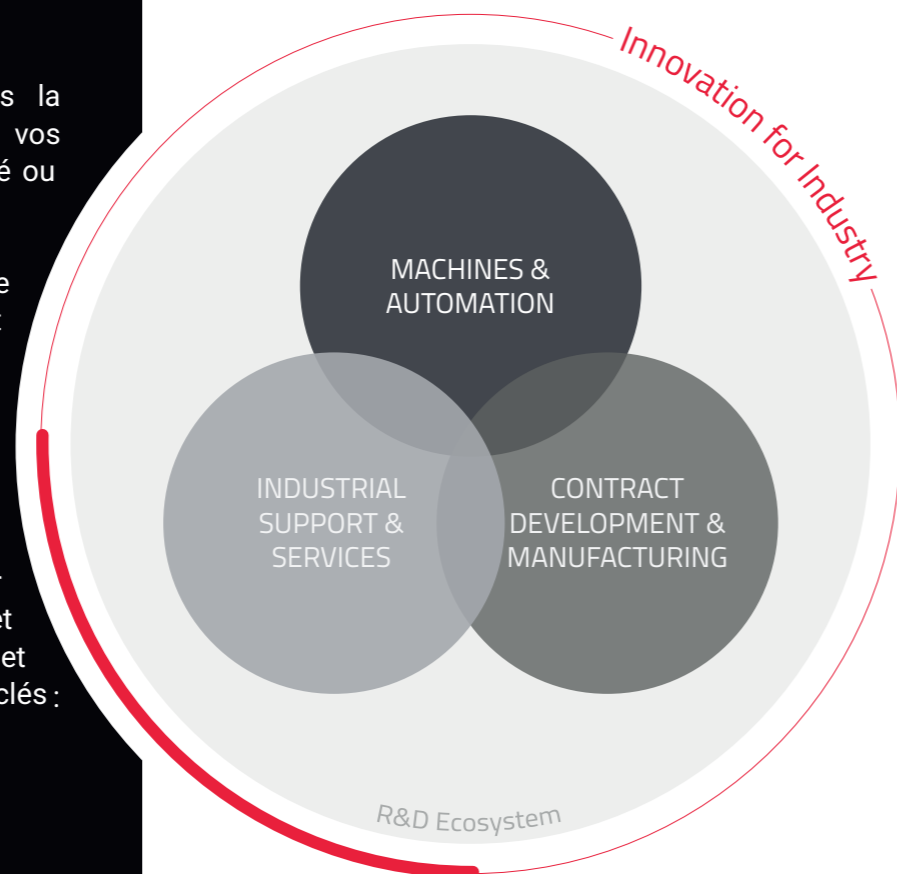 s la
vos
é ou
e
et
et
clés :
Innovation for Industry
MACHINES &
AUTOMATION
INDUSTRIAL
SUPPORT &
SERVICES
CONTRACT
DEVELOPMENT &
MANUFACTURING
R&D Ecosystem